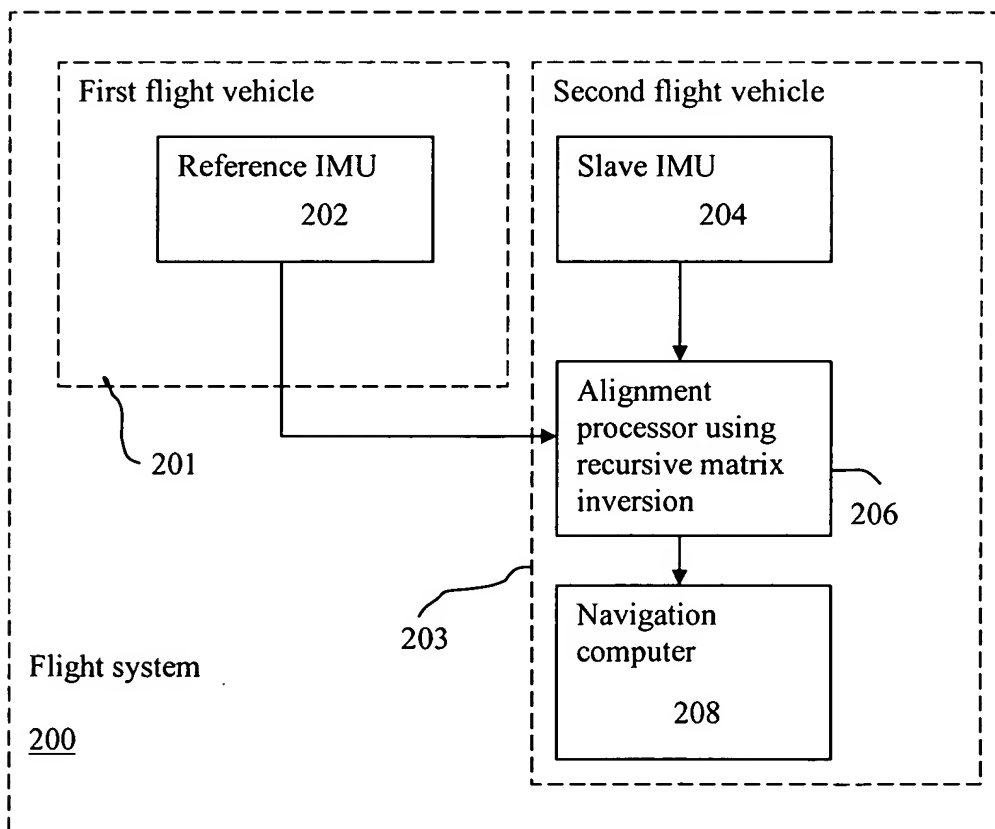 First flight vehicle
Reference IMU
202
201
Second flight vehicle
Slave IMU
204
Alignment
processor using
recursive matrix
inversion
206
203
Navigation
computer
208
Flight system
200